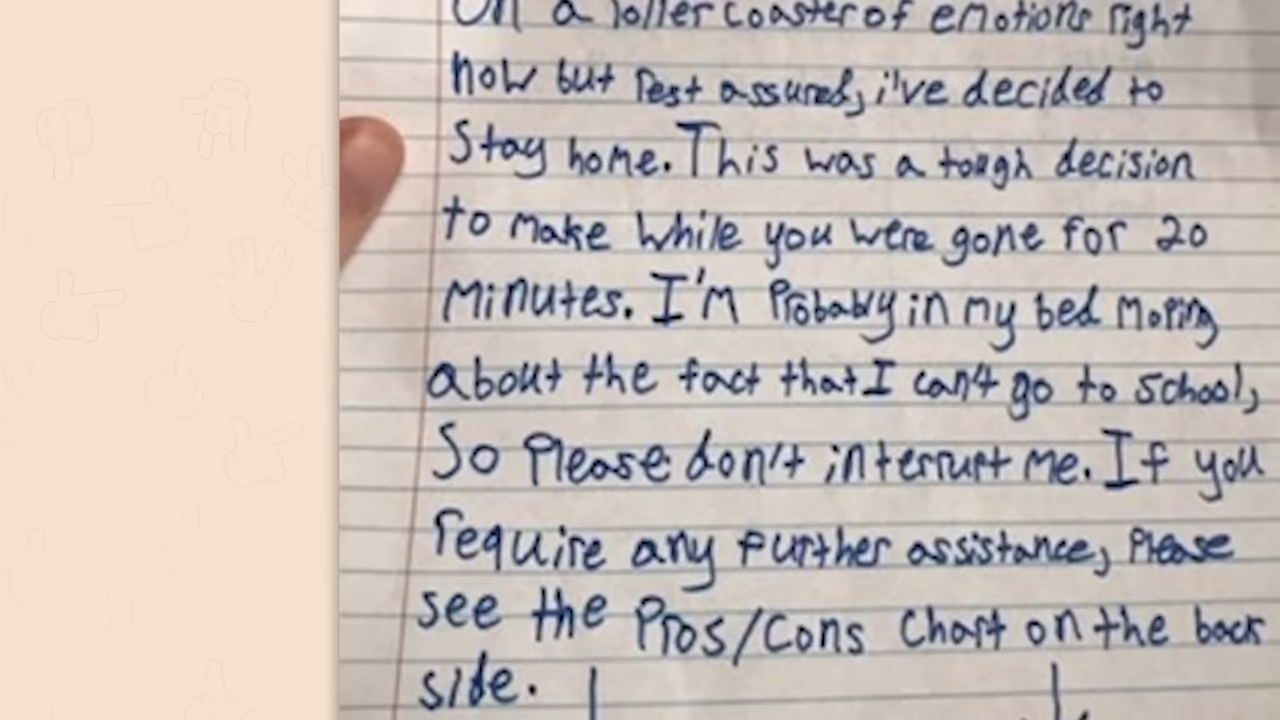 On a roller coaster of emotions right
now but Rest assured, i've decided to
Stay home. This was a tough decision
to make while you were gone for 20
Minutes. I'm Probably in my bed Moping
about the fact that I can't go to school,
So Please don't interrupt me. If you
require any further assistance, Please
see the Pros/Cons Chart on the back
side.